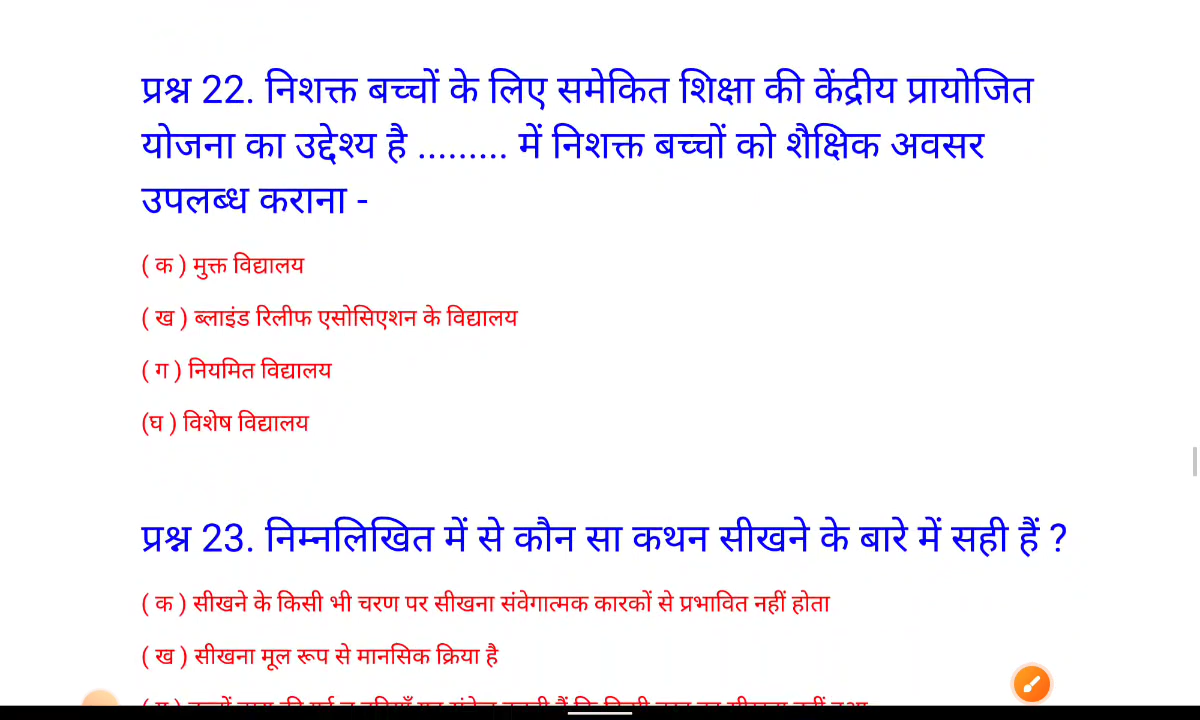 प्रश्न 22. निशक्त बच्चों के लिए समेकित शिक्षा की केंद्रीय प्रायोजित
योजना का उद्देश्य है ......... में निशक्त बच्चों को शैक्षिक अवसर
उपलब्ध कराना -
( क ) मुक्त विद्यालय
( ख ) ब्लाइंड रिलीफ एसोसिएशन के विद्यालय
( ग ) नियमित विद्यालय
(घ ) विशेष विद्यालय
प्रश्न 23. निम्नलिखित में से कौन सा कथन सीखने के बारे में सही हैं ?
( क ) सीखने के किसी भी चरण पर सीखना संवेगात्मक कारकों से प्रभावित नहीं होता
( ख ) सीखना मूल रूप से मानसिक क्रिया है